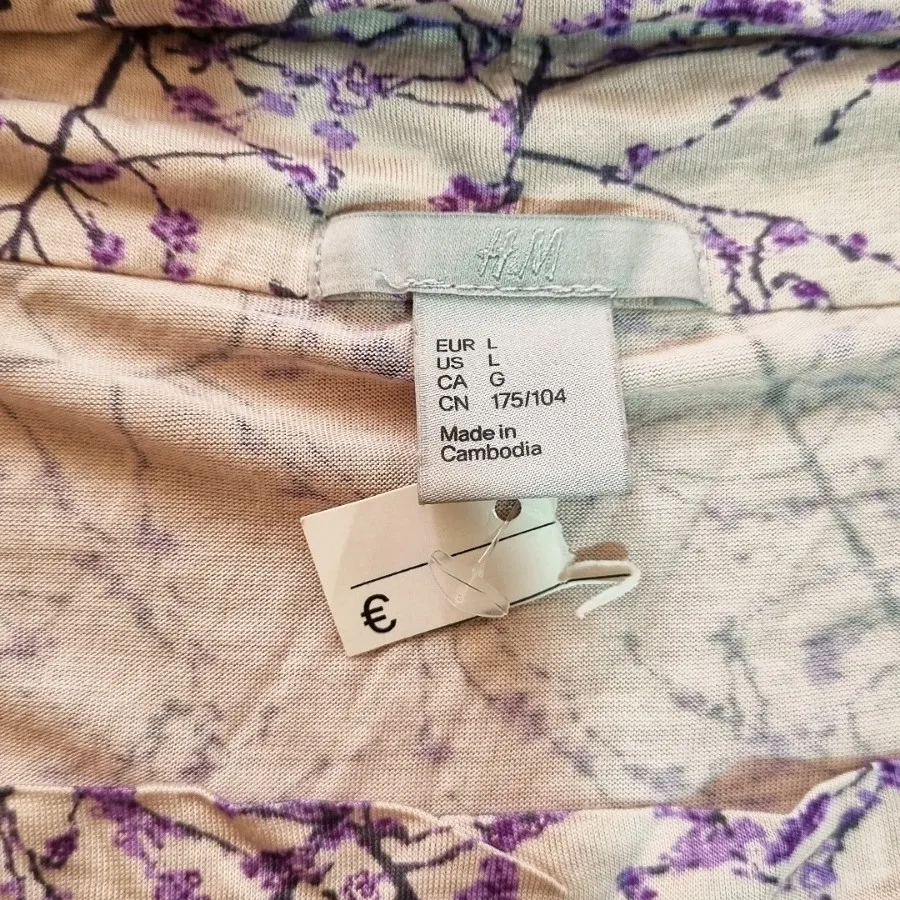 H&M
EUR L
US L
CA G
CN 175/104
Made in
Cambodia
€